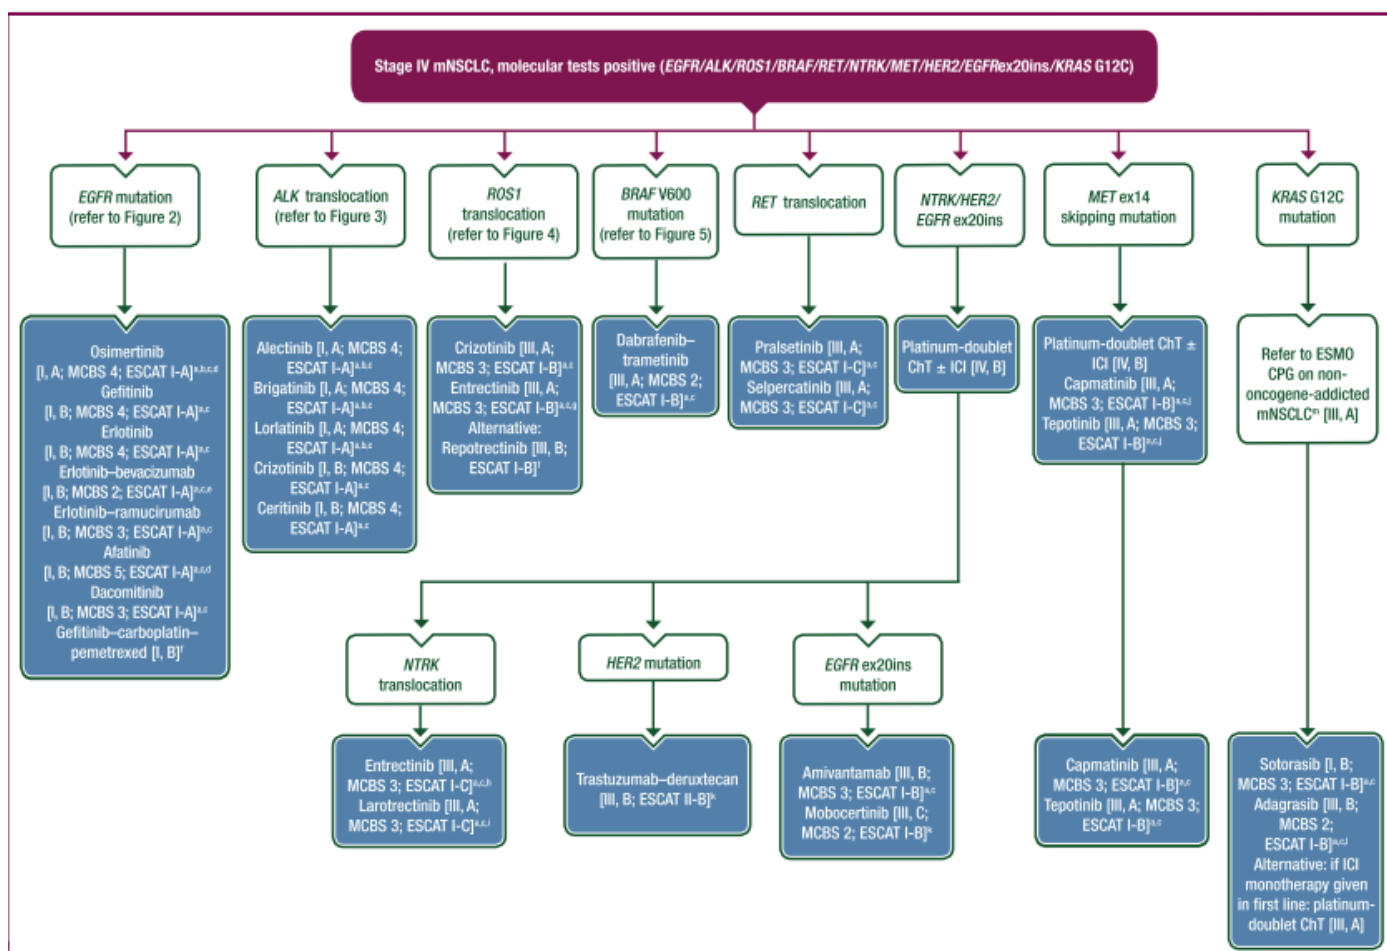 Stage IV mNSCLC, molecular tests positive (EGFR/ALK/ROS1/BRAF/RET/NTRK/MET/HER2/EGFRex20ins/KRAS G12C)
EGFR mutation
(refer to Figure 2)
ALK translocation
(refer to Figure 3)
ROS1
translocation
(refer to Figure 4)
BRAF V600
mutation
(refer to Figure 5)
RET translocation
NTRK/HER2/
EGFR ex20ins
MET ex14
skipping mutation
KRAS G12C
mutation
Osimertinib
[I, A; MCBS 4; ESCAT I-A]a,b,c,d
Gefitinib
[I, B; MCBS 4; ESCAT I-A]a,c
Erlotinib
[I, B; MCBS 4; ESCAT I-A]a,c
Erlotinib–bevacizumab
[I, B; MCBS 2; ESCAT I-A]a,c,e
Erlotinib–ramucirumab
[I, B; MCBS 3; ESCAT I-A]a,c
Afatinib
[I, B; MCBS 5; ESCAT I-A]a,c,d
Dacomitinib
[I, B; MCBS 3; ESCAT I-A]a,c
Gefitinib–carboplatin–
pemetrexed [I, B]f
Alectinib [I, A; MCBS 4;
ESCAT I-A]a,b,c
Brigatinib [I, A; MCBS 4;
ESCAT I-A]a,b,c
Lorlatinib [I, A; MCBS 4;
ESCAT I-A]a,b,c
Crizotinib [I, B; MCBS 4;
ESCAT I-A]a,c
Ceritinib [I, B; MCBS 4;
ESCAT I-A]a,c
Crizotinib [III, A;
MCBS 3; ESCAT I-B]a,c
Entrectinib [III, A;
MCBS 3; ESCAT I-B]a,c,g
Alternative:
Repotrectinib [III, B;
ESCAT I-B]f
Dabrafenib–
trametinib
[III, A; MCBS 2;
ESCAT I-B]a,c
Pralsetinib [III, A;
MCBS 3; ESCAT I-C]a,c
Selpercatinib [III, A;
MCBS 3; ESCAT I-C]a,c
Platinum-doublet
ChT ± ICI [IV, B]
Platinum-doublet ChT ±
ICI [IV, B]
Capmatinib [III, A;
MCBS 3; ESCAT I-B]a,c,j
Tepotinib [III, A; MCBS 3;
ESCAT I-B]a,c,j
Refer to ESMO
CPG on non-
oncogene-addicted
mNSCLCm [III, A]
NTRK
translocation
HER2 mutation
EGFR ex20ins
mutation
Entrectinib [III, A;
MCBS 3; ESCAT I-C]a,c,h
Larotrectinib [III, A;
MCBS 3; ESCAT I-C]a,c,i
Trastuzumab–deruxtecan
[III, B; ESCAT II-B]k
Amivantamab [III, B;
MCBS 3; ESCAT I-B]a,c
Mobocertinib [III, C;
MCBS 2; ESCAT I-B]k
Capmatinib [III, A;
MCBS 3; ESCAT I-B]a,c
Tepotinib [III, A; MCBS 3;
ESCAT I-B]a,c
Sotorasib [I, B;
MCBS 3; ESCAT I-B]a,c
Adagrasib [III, B;
MCBS 2;
ESCAT I-B]a,c,l
Alternative: if ICI
monotherapy given
in first line: platinum-
doublet ChT [III, A]